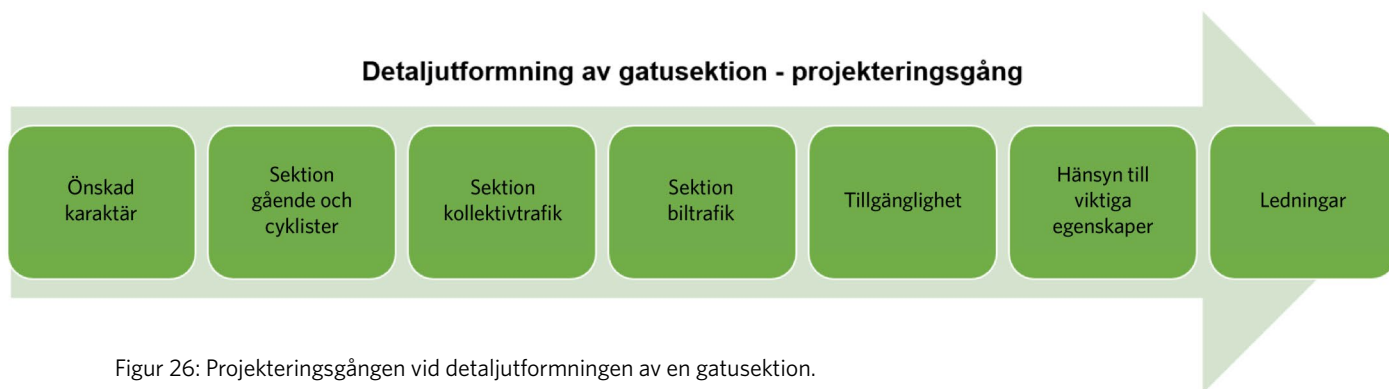 Detaljutformning av gatusektion - projekteringsgång
Önskad
karaktär
Sektion
gående och
cyklister
Sektion
kollektivtrafik
Sektion
biltrafik
Tillgänglighet
Hänsyn till
viktiga
egenskaper
Ledningar
Figur 26: Projekteringsgången vid detaljutformningen av en gatusektion.